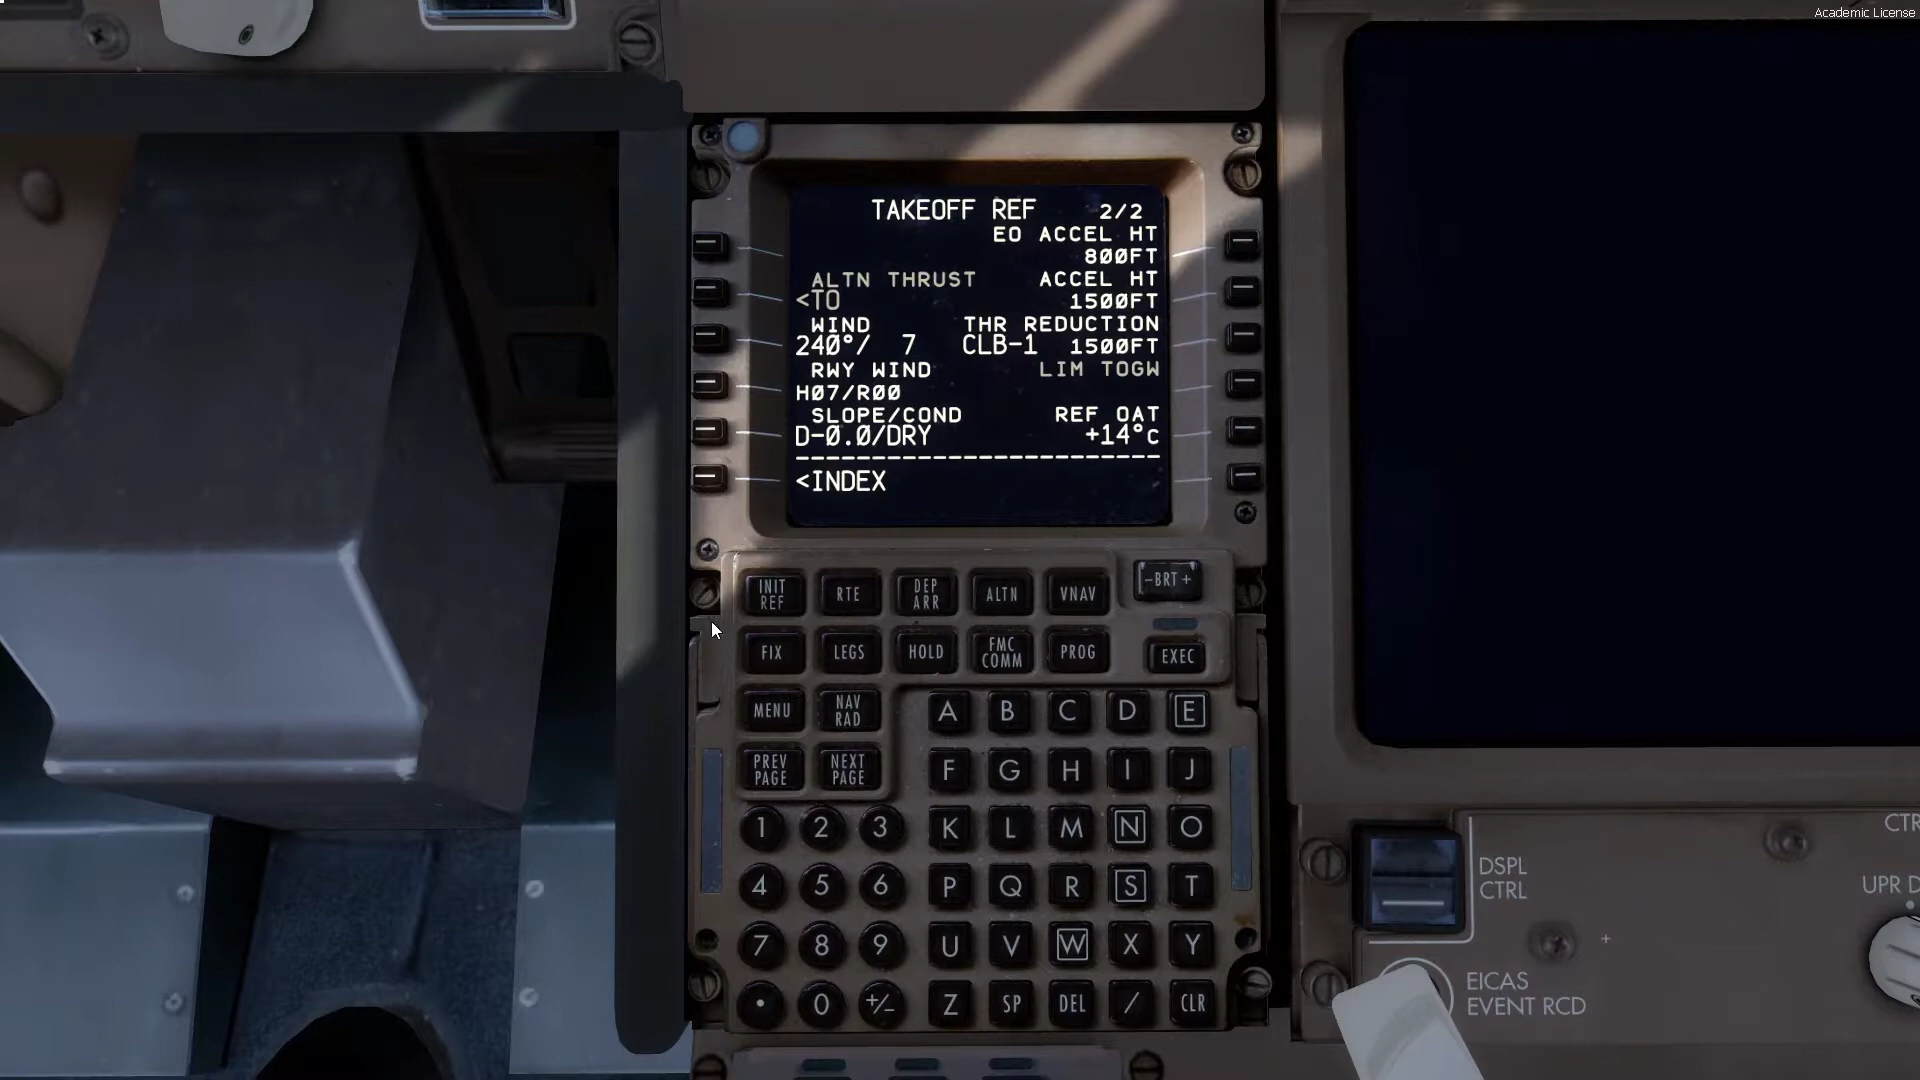 Academic License
TAKEOFF REF 2/2
EO ACCEL HT
800FT
ALTN THRUST ACCEL HT
<TO 1500FT
WIND THR REDUCTION
240°/ 7 CLB-1 1500FT
RWY WIND LIM TOGW
H07/R00
SLOPE/COND REF OAT
D-0.0/DRY +14°C
------------------------
<INDEX
INIT REF RTE DEP ARR ALTN VNAV -BRT+
FIX LEGS HOLD FMC COMM PROG EXEC
MENU NAV RAD A B C D E
PREV PAGE NEXT PAGE F G H I J
1 2 3 K L M N O
4 5 6 P Q R S T
7 8 9 U V W X Y
. 0 +/- Z SP DEL / CLR
CTR
DSPL
CTRL
UPR D
EICAS
EVENT RCD